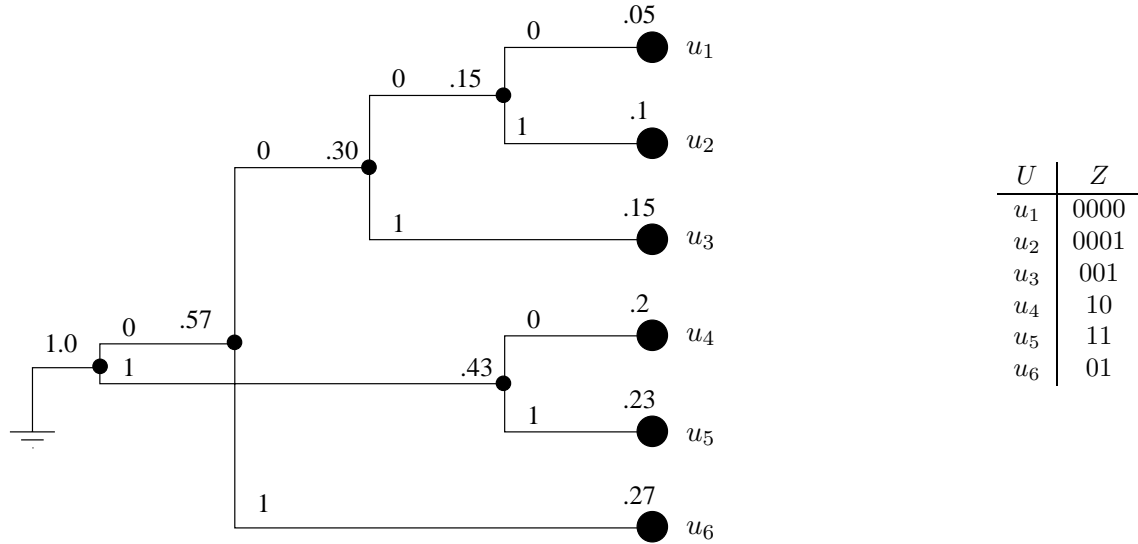 .05
0
u₁
0 .15
.1
1
u₂
0 .30
.15
1
u₃
.2
0
u₄
1.0 0 .57
1 .43
.23
1
u₅
.27
1
u₆
U Z
u₁ 0000
u₂ 0001
u₃ 001
u₄ 10
u₅ 11
u₆ 01